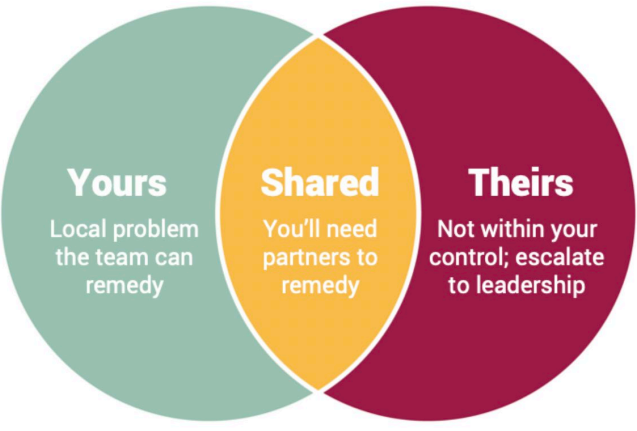 Yours
Local problem
the team can
remedy
Shared
You'll need
partners to
remedy
Theirs
Not within your
control; escalate
to leadership